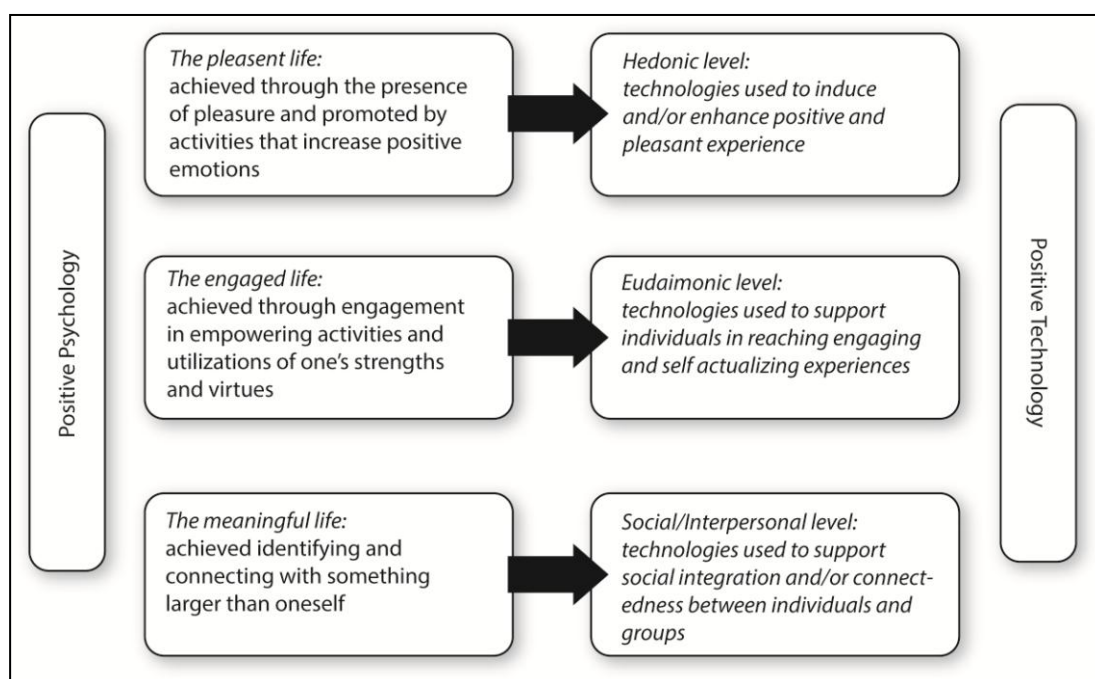 Positive Psychology
The pleasent life:
achieved through the presence
of pleasure and promoted by
activities that increase positive
emotions
Hedonic level:
technologies used to induce
and/or enhance positive and
pleasant experience
The engaged life:
achieved through engagement
in empowering activities and
utilizations of one's strengths
and virtues
Eudaimonic level:
technologies used to support
individuals in reaching engaging
and self actualizing experiences
The meaningful life:
achieved identifying and
connecting with something
larger than oneself
Social/Interpersonal level:
technologies used to support
social integration and/or connect-
edness between individuals and
groups
Positive Technology